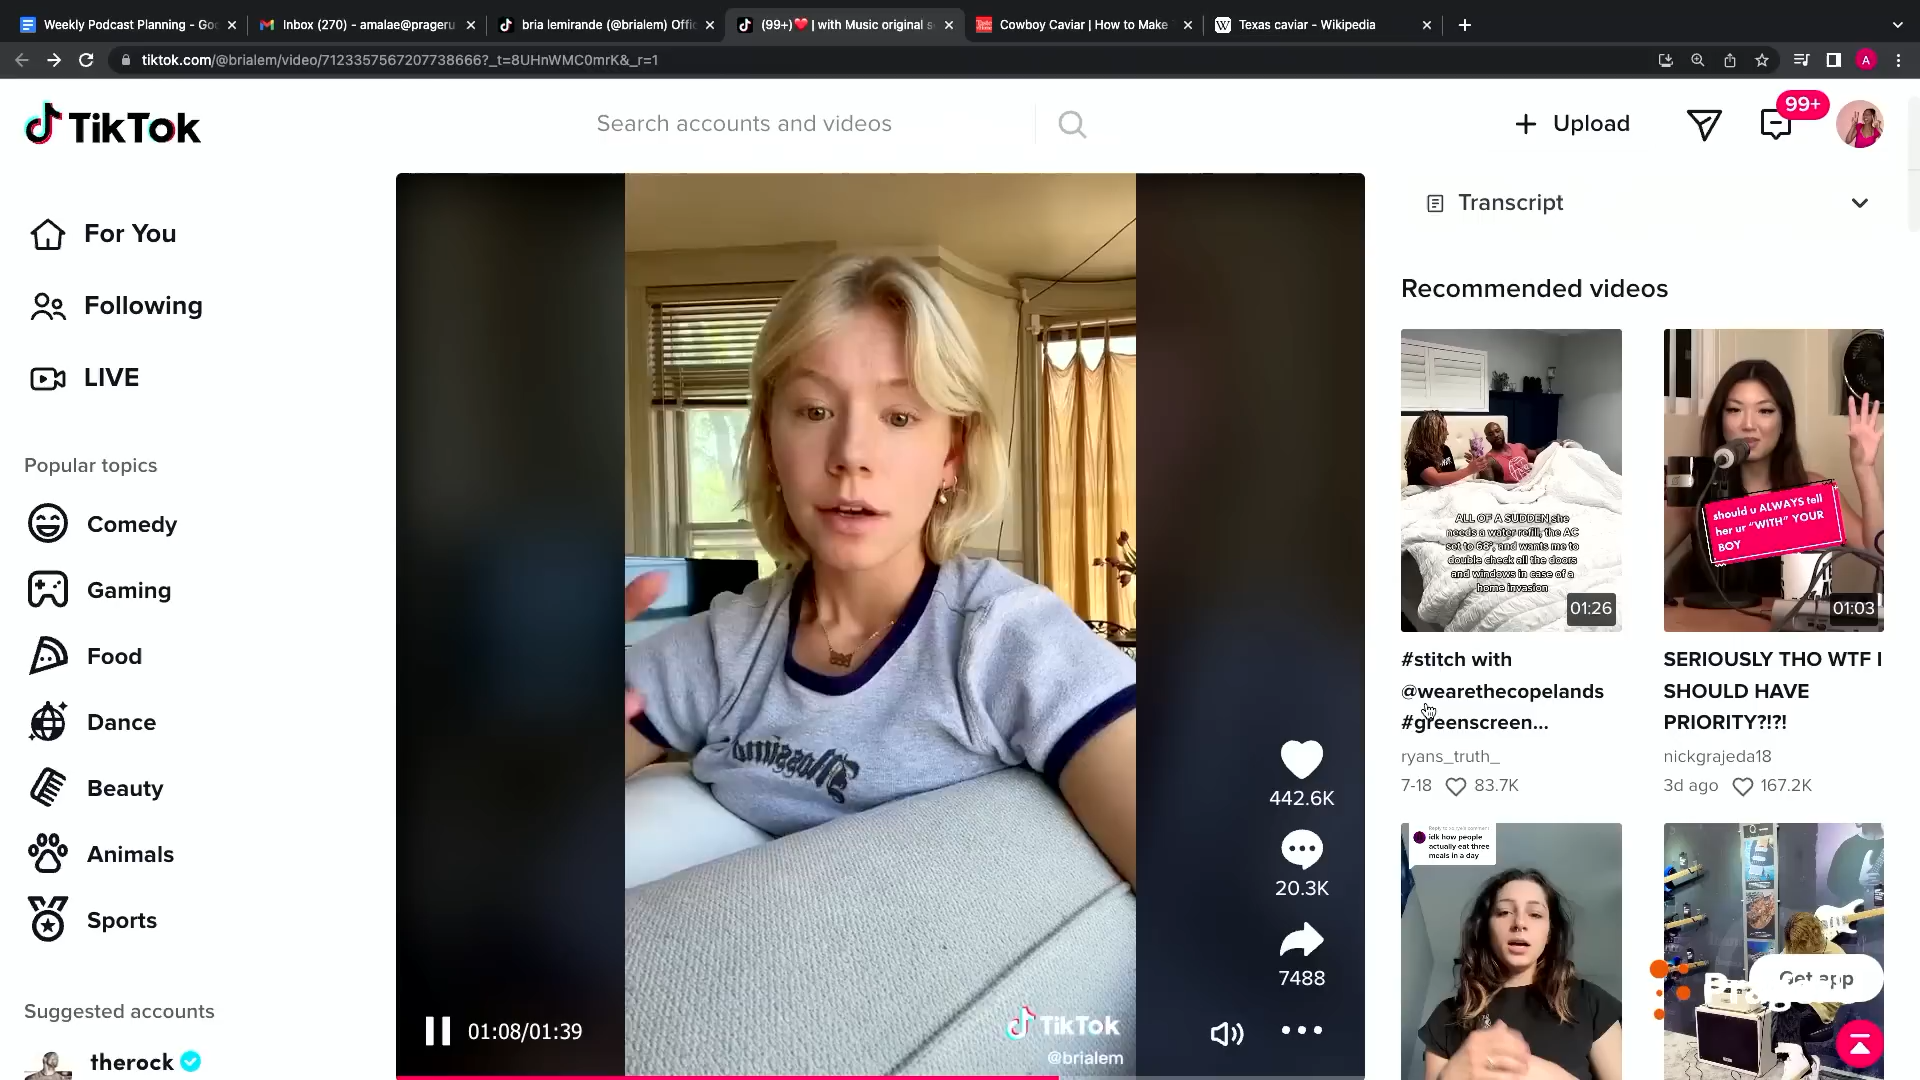 Weekly Podcast Planning - Goo
Inbox (270) - amalae@prageru
bria lemirande (@brialem) Offic
(99+)❤️ | with Music original s
Cowboy Caviar | How to Make
Texas caviar - Wikipedia
tiktok.com/@brialem/video/7123357567207738666?_t=8UHnWMC0mrK&_r=1
A
TikTok
Search accounts and videos
Upload
99+
For You
Following
LIVE
Popular topics
Comedy
Gaming
Food
Dance
Beauty
Animals
Sports
Suggested accounts
therock
442.6K
20.3K
7488
01:08/01:39
TikTok
@brialem
Transcript
Recommended videos
ALL OF A SUDDEN she
needs a water refill, the AC
set to 68°, and wants me to
double check all the doors
and windows in case of a
home invasion
01:26
#stitch with
@wearethecopelands
#greenscreen...
ryans_truth_
7-18 83.7K
should u ALWAYS tell
her ur "WITH" YOUR
BOY
01:03
SERIOUSLY THO WTF I
SHOULD HAVE
PRIORITY?!?!
nickgrajeda18
3d ago 167.2K
idk how people
actually eat three
meals in a day
Get app